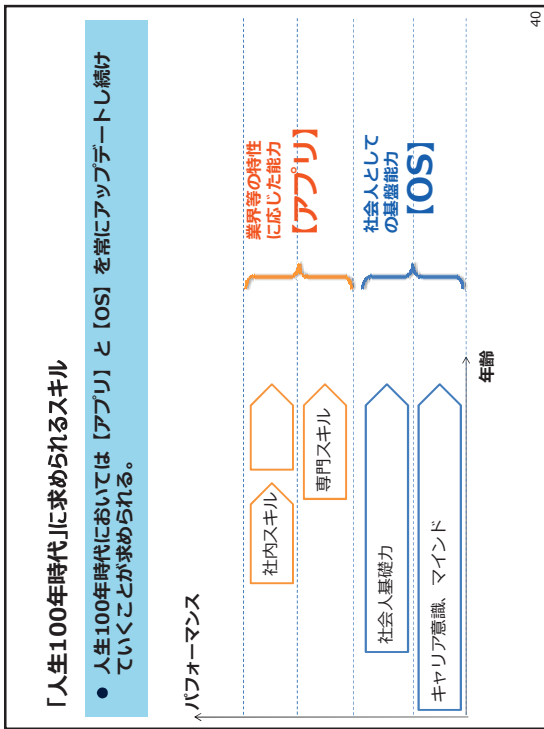 「人生100年時代」に求められるスキル
● 人生100年時代においては【アプリ】と【OS】を常にアップデートし続け
ていくことが求められる。
パフォーマンス
社内スキル
専門スキル
業界等の特性
に応じた能力
【アプリ】
社会人基礎力
キャリア意識、マインド
社会人として
の基盤能力
【OS】
年齢
40